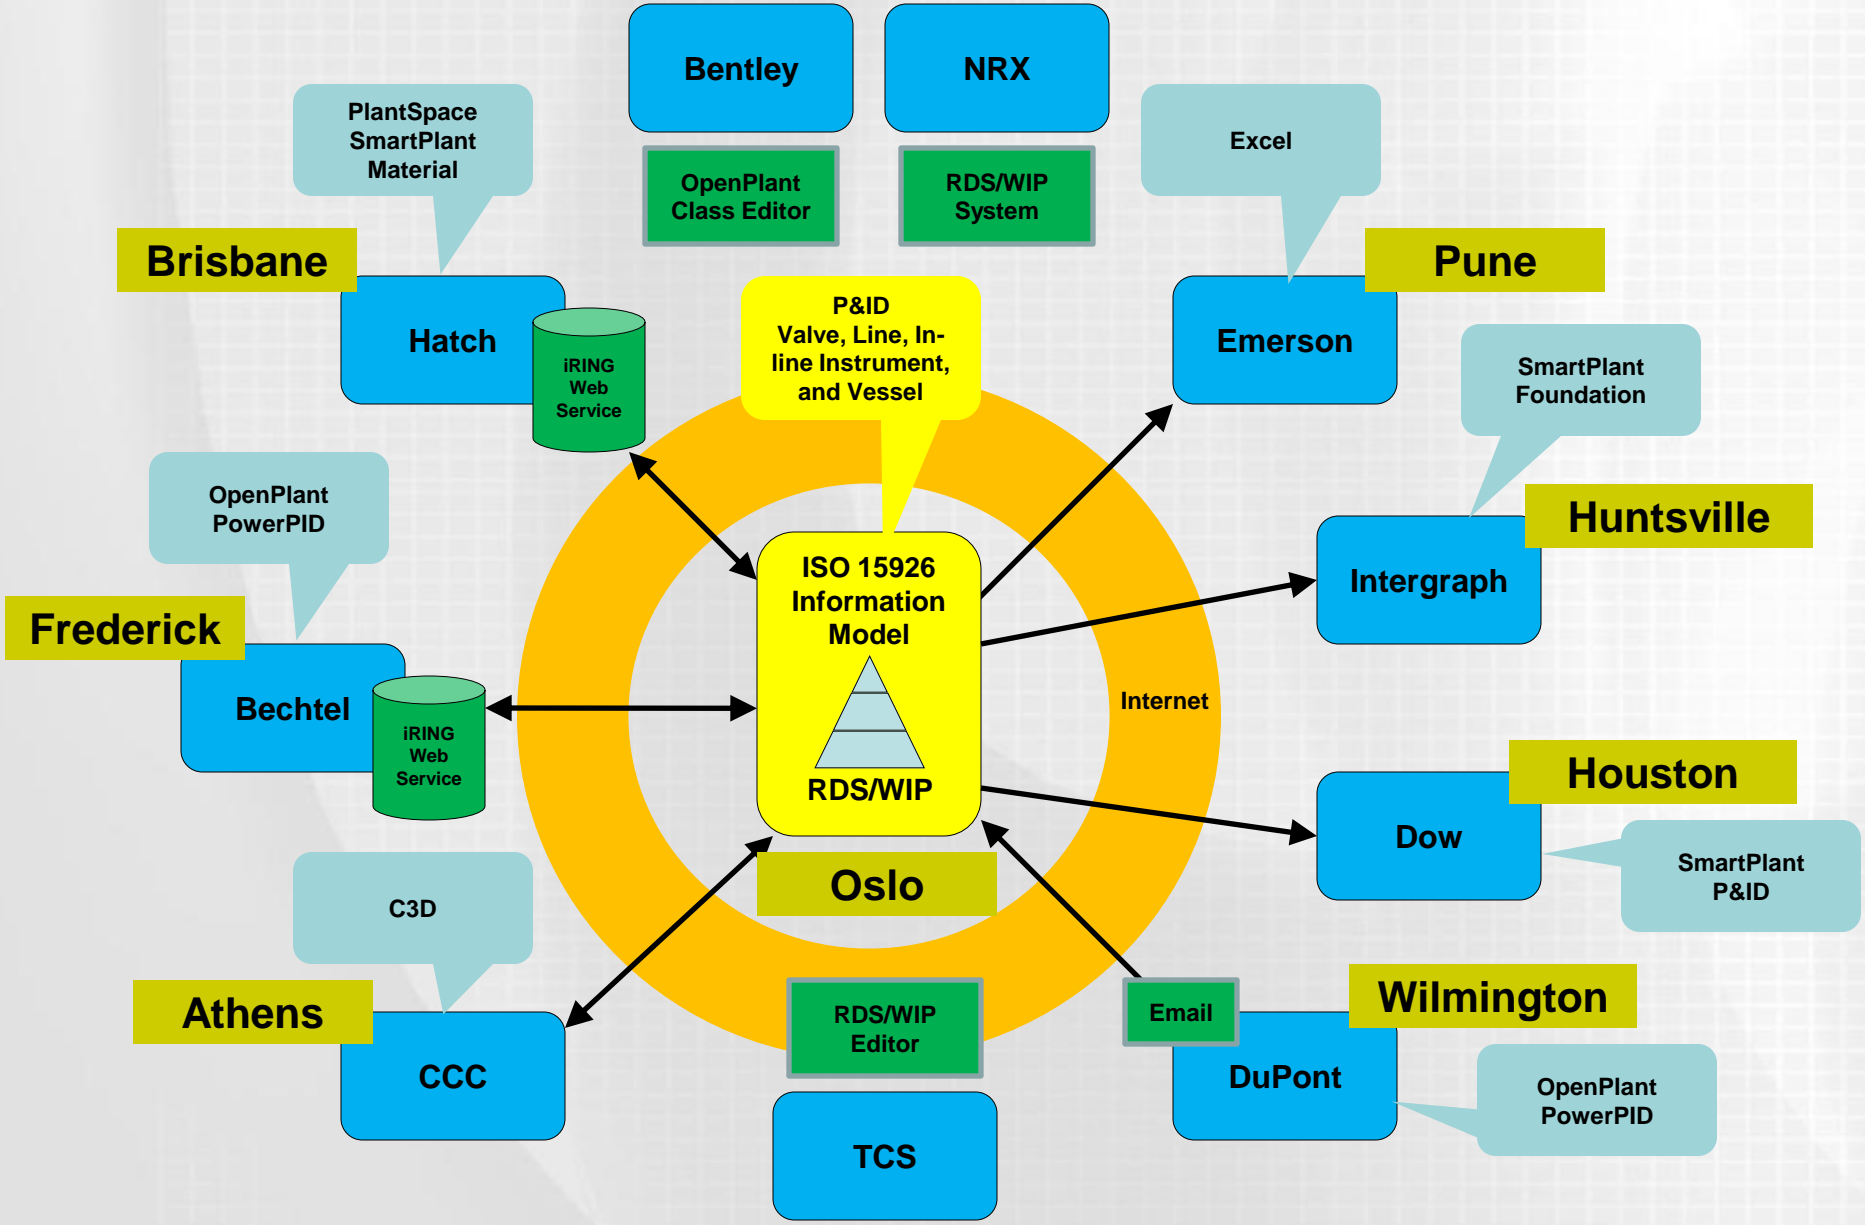 Bentley
NRX
PlantSpace
SmartPlant
Material
Excel
OpenPlant
Class Editor
RDS/WIP
System
Brisbane
Pune
Hatch
iRING
Web
Service
P&ID
Valve, Line, In-
line Instrument,
and Vessel
Emerson
SmartPlant
Foundation
OpenPlant
PowerPID
Huntsville
Intergraph
ISO 15926
Information
Model
RDS/WIP
Frederick
Bechtel
iRING
Web
Service
Internet
Houston
Dow
SmartPlant
P&ID
Oslo
C3D
Athens
CCC
RDS/WIP
Editor
Email
Wilmington
DuPont
OpenPlant
PowerPID
TCS